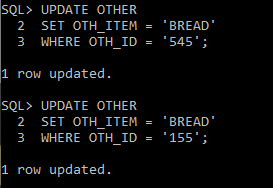 SQL> UPDATE OTHER
  2  SET OTH_ITEM = 'BREAD'
  3  WHERE OTH_ID = '545';
1 row updated.
SQL> UPDATE OTHER
  2  SET OTH_ITEM = 'BREAD'
  3  WHERE OTH_ID = '155';
1 row updated.